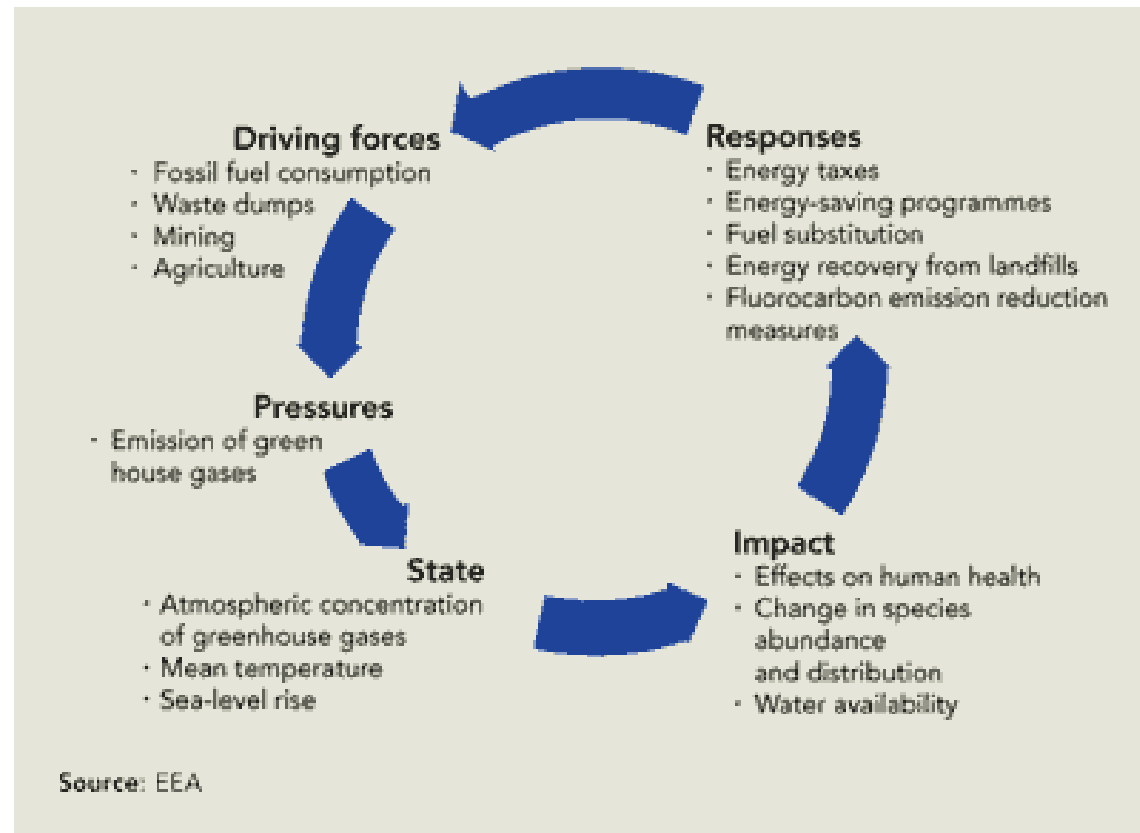 Driving forces
· Fossil fuel consumption
· Waste dumps
· Mining
· Agriculture
Pressures
· Emission of green
house gases
State
· Atmospheric concentration
of greenhouse gases
· Mean temperature
· Sea-level rise
Impact
· Effects on human health
· Change in species
abundance
and distribution
· Water availability
Responses
· Energy taxes
· Energy-saving programmes
· Fuel substitution
· Energy recovery from landfills
· Fluorocarbon emission reduction
measures
Source: EEA